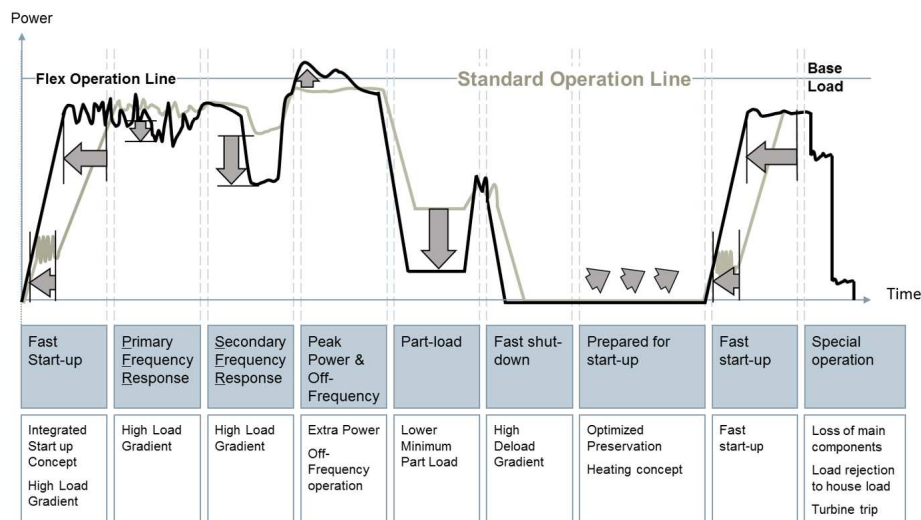 Power
Flex Operation Line
Standard Operation Line
Base
Load
Time
Fast
Start-up
Primary
Frequency
Response
Secondary
Frequency
Response
Peak
Power &
Off-
Frequency
Part-load
Fast shut-
down
Prepared for
start-up
Fast
start-up
Special
operation
Integrated
Start up
Concept
High Load
Gradient
High Load
Gradient
High Load
Gradient
Extra Power
Off-
Frequency
operation
Lower
Minimum
Part Load
High
Deload
Gradient
Optimized
Preservation
Heating concept
Fast
start-up
Loss of main
components
Load rejection
to house load
Turbine trip